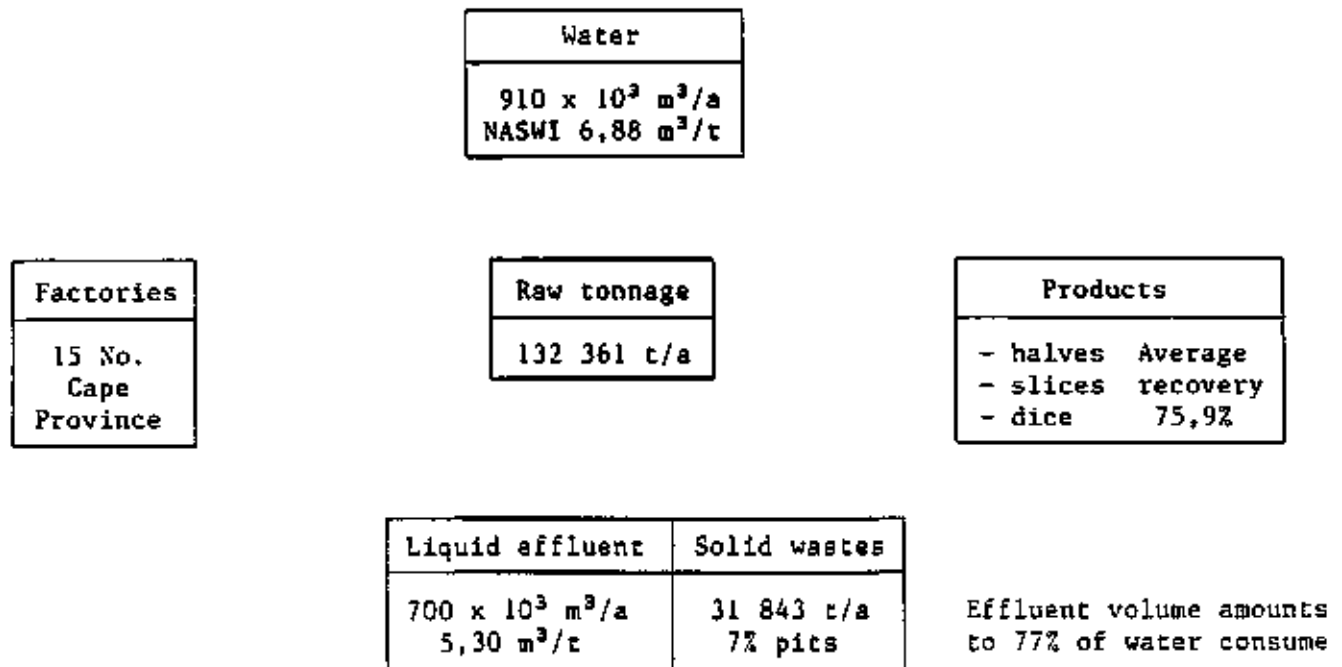 Water
910 x 10³ m³/a
NASWI 6,88 m³/t
Factories
15 No.
Cape
Province
Raw tonnage
132 361 t/a
Products
- halves Average
- slices recovery
- dice 75,9%
Liquid effluent
700 x 10³ m³/a
5,30 m³/t
Solid wastes
31 843 t/a
7% pits
Effluent volume amounts
to 77% of water consume